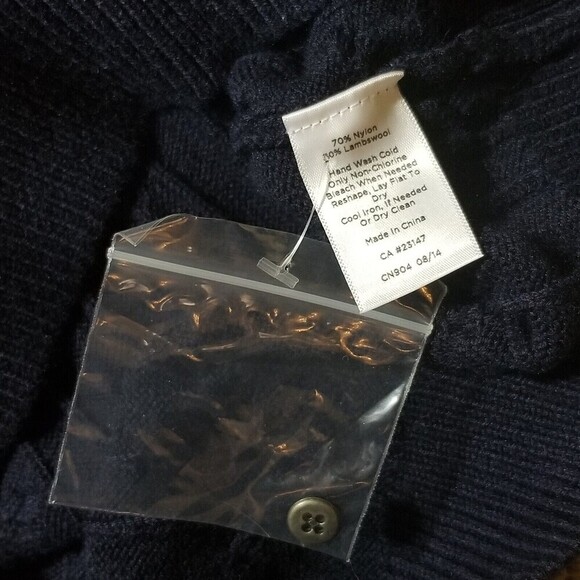 70% Nylon
30% Lambswool
Hand Wash Cold
Only Non-Chlorine
Bleach When Needed
Reshape, Lay Flat To
Dry
Cool Iron, If Needed
Or Dry Clean
Made In China
CA #23147
CN904 08/14